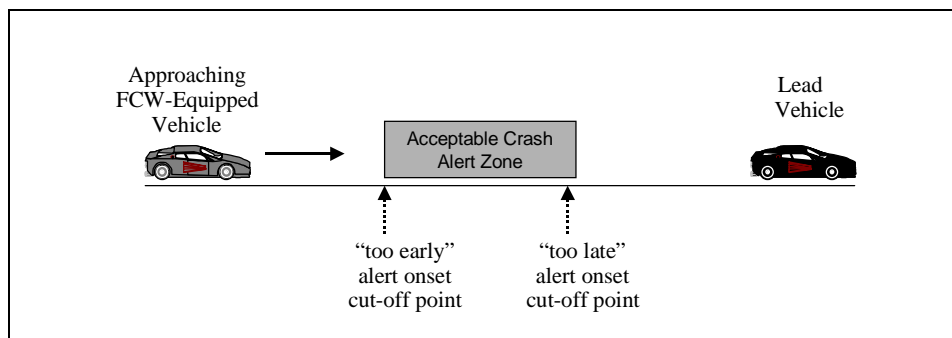 Approaching
FCW-Equipped
Vehicle
Lead
Vehicle
Acceptable Crash
Alert Zone
“too early”
alert onset
cut-off point
“too late”
alert onset
cut-off point